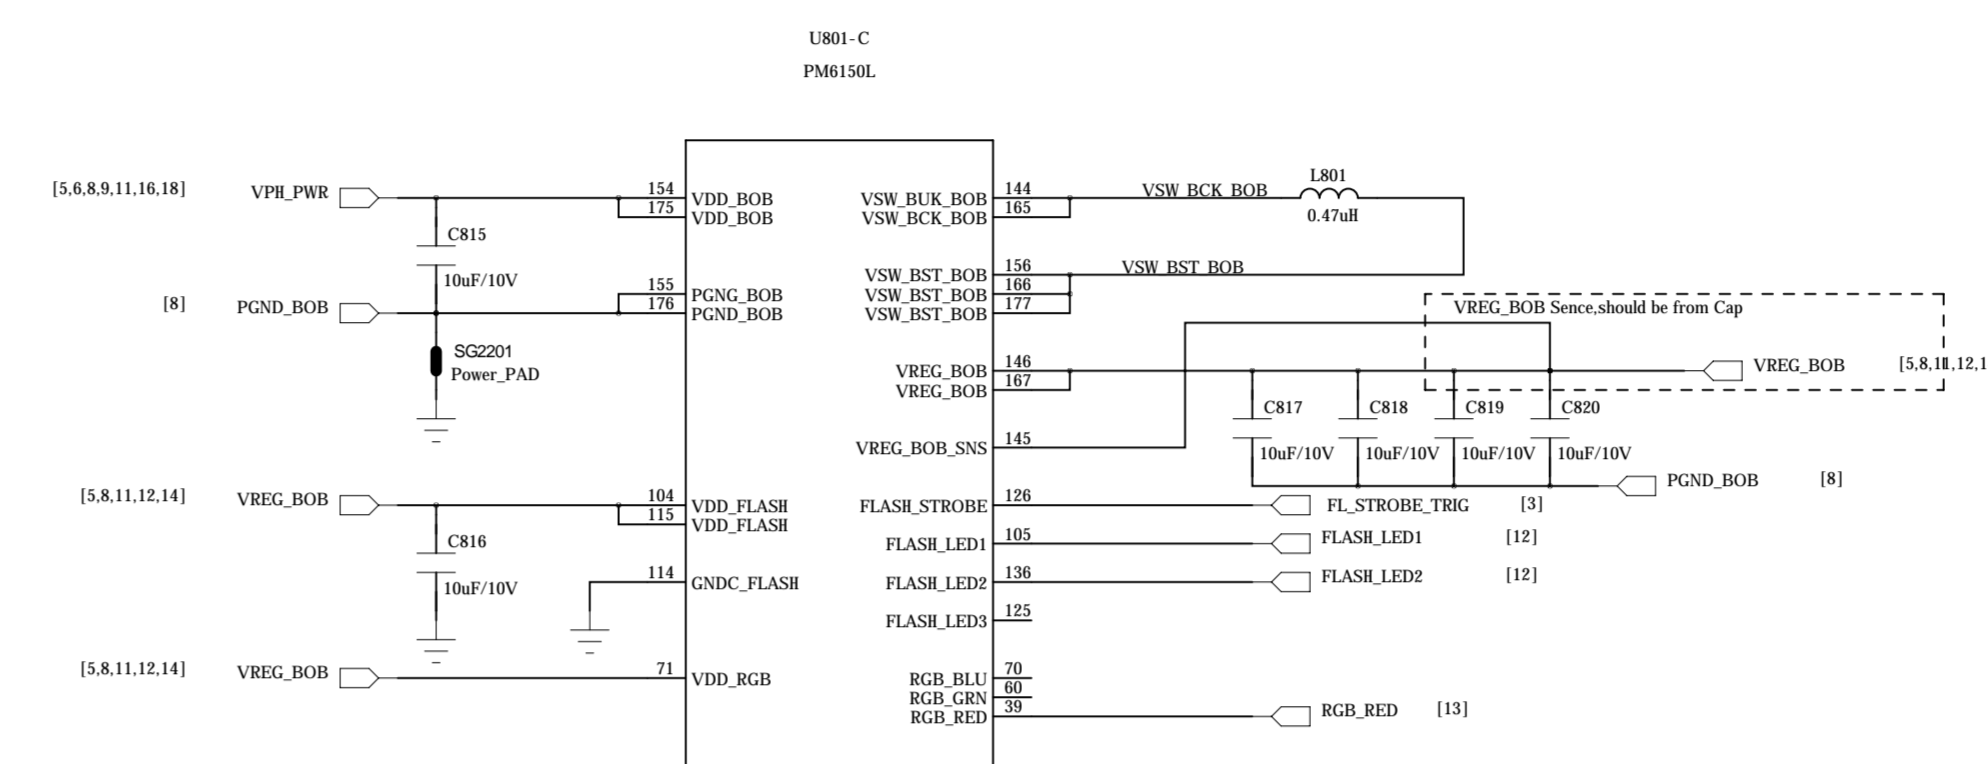 U801-C
PM6150L
[5,6,8,9,11,16,18] VPH_PWR 154 VDD_BOB VSW_BUK_BOB 144 VSW_BCK_BOB L801
175 VDD_BOB VSW_BCK_BOB 165 0.47uH
C815
10uF/10V
VSW_BST_BOB 156 VSW_BST_BOB
[8] PGND_BOB 155 PGNG_BOB VSW_BST_BOB 166
176 PGND_BOB VSW_BST_BOB 177
VREG_BOB Sence,should be from Cap
SG2201
Power_PAD
VREG_BOB 146 VREG_BOB [5,8,11,12,1
VREG_BOB 167
C817 C818 C819 C820
10uF/10V 10uF/10V 10uF/10V 10uF/10V
VREG_BOB_SNS 145
PGND_BOB [8]
[5,8,11,12,14] VREG_BOB 104 VDD_FLASH FLASH_STROBE 126 FL_STROBE_TRIG [3]
115 VDD_FLASH
C816
10uF/10V
FLASH_LED1 105 FLASH_LED1 [12]
114 GNDC_FLASH FLASH_LED2 136 FLASH_LED2 [12]
FLASH_LED3 125
[5,8,11,12,14] VREG_BOB 71 VDD_RGB RGB_BLU 70
RGB_GRN 60
RGB_RED 39 RGB_RED [13]